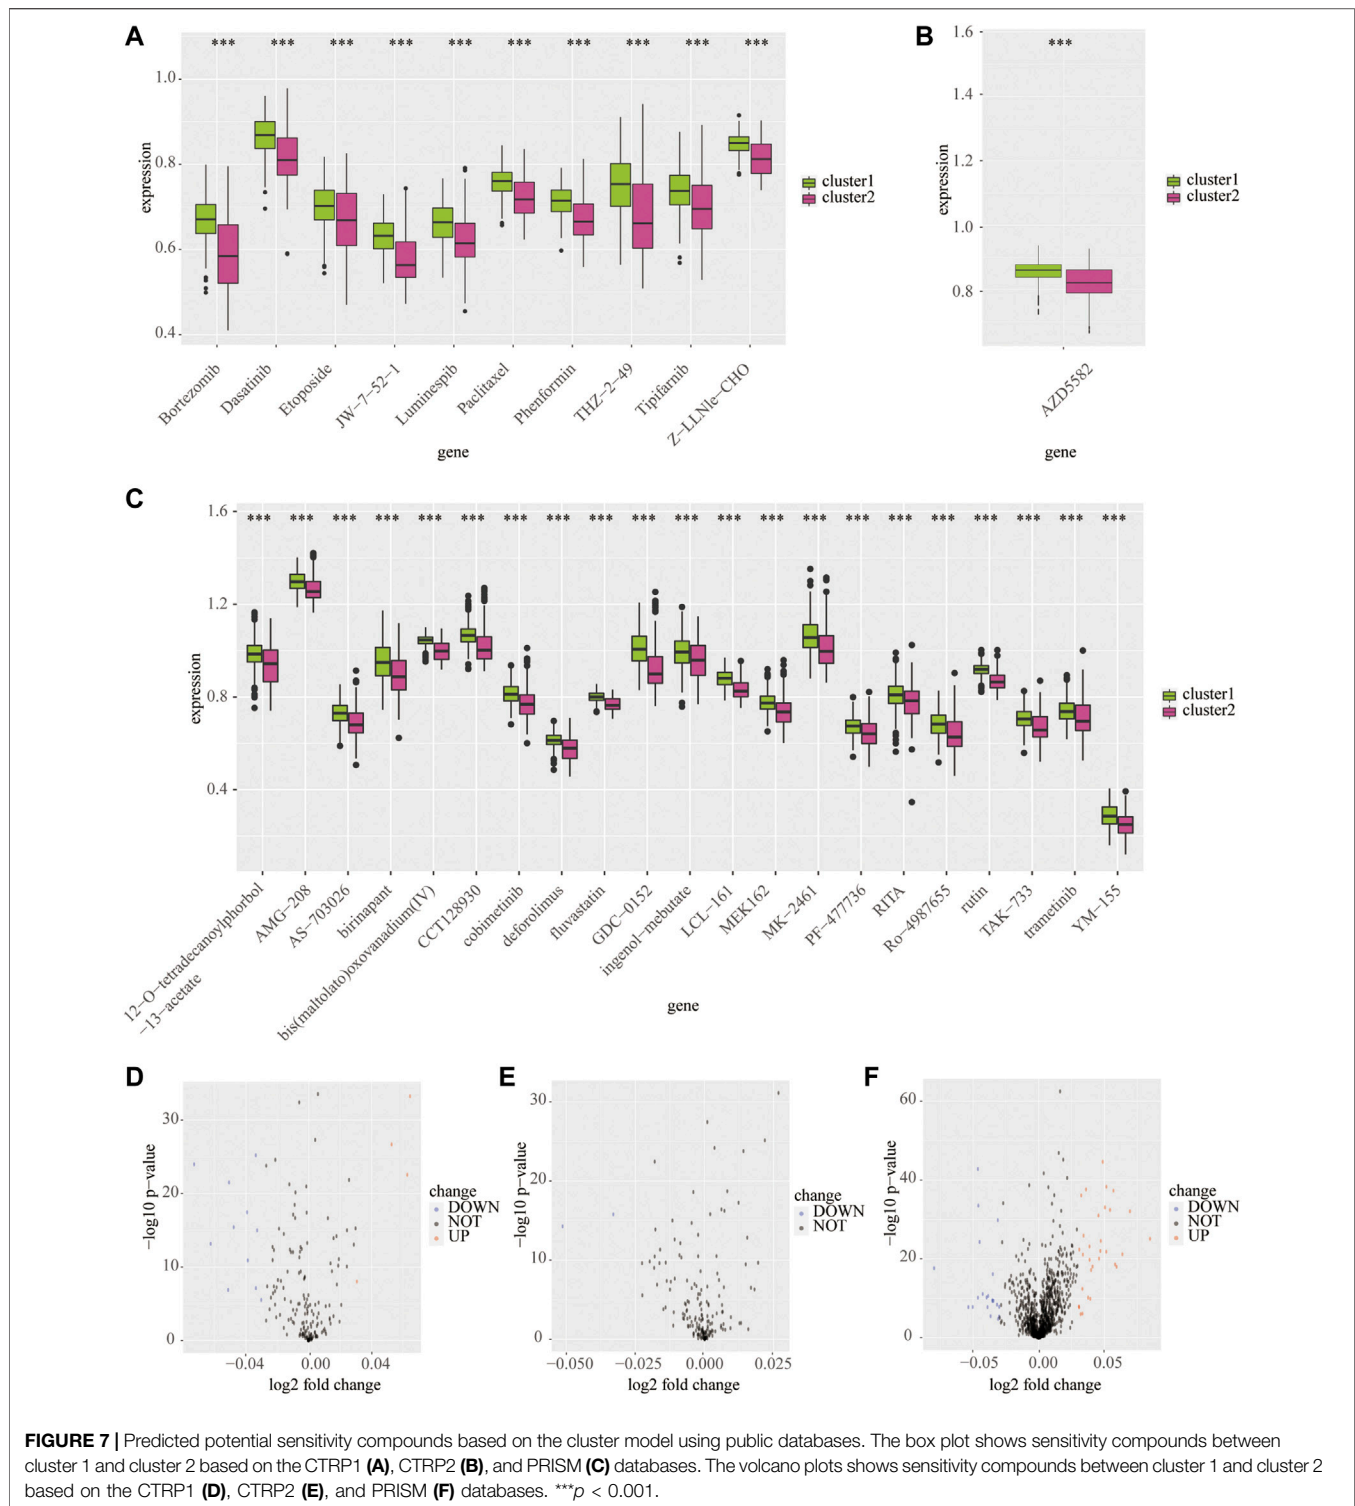 A
*** *** *** *** *** *** *** *** *** ***
1.0
0.8
0.6
0.4
expression
cluster1
cluster2
Bortezomib
Dasatinib
Etoposide
JW-7-52-1
Luminespib
Paclitaxel
Phenformin
THZ-2-49
Tipifarnib
Z-LLNle-CHO
gene
B
***
1.6
1.4
1.2
1.0
0.8
expression
cluster1
cluster2
AZD5582
gene
C
*** *** *** *** *** *** *** *** *** *** *** *** *** *** *** *** *** *** *** *** ***
1.6
1.2
0.8
0.4
expression
cluster1
cluster2
12-O-tetradecanoylphorbol
-13-acetate
AMG-208
AS-703026
birinapant
bis(maltolato)oxovanadium(IV)
CCT128930
cobimetinib
deforolimus
fluvastatin
GDC-0152
ingenol-mebutate
LCL-161
MEK162
MK-2461
PF-477736
RITA
Ro-4987655
rutin
TAK-733
trametinib
YM-155
gene
D
30
20
10
0
-log10 p-value
-0.04 0.00 0.04
log2 fold change
change
DOWN
NOT
UP
E
30
20
10
0
-log10 p-value
-0.050 -0.025 0.000 0.025
log2 fold change
change
DOWN
NOT
F
60
40
20
0
-log10 p-value
-0.05 0.00 0.05
log2 fold change
change
DOWN
NOT
UP
FIGURE 7 | Predicted potential sensitivity compounds based on the cluster model using public databases. The box plot shows sensitivity compounds between
cluster 1 and cluster 2 based on the CTRP1 (A), CTRP2 (B), and PRISM (C) databases. The volcano plots shows sensitivity compounds between cluster 1 and cluster 2
based on the CTRP1 (D), CTRP2 (E), and PRISM (F) databases. ***p < 0.001.